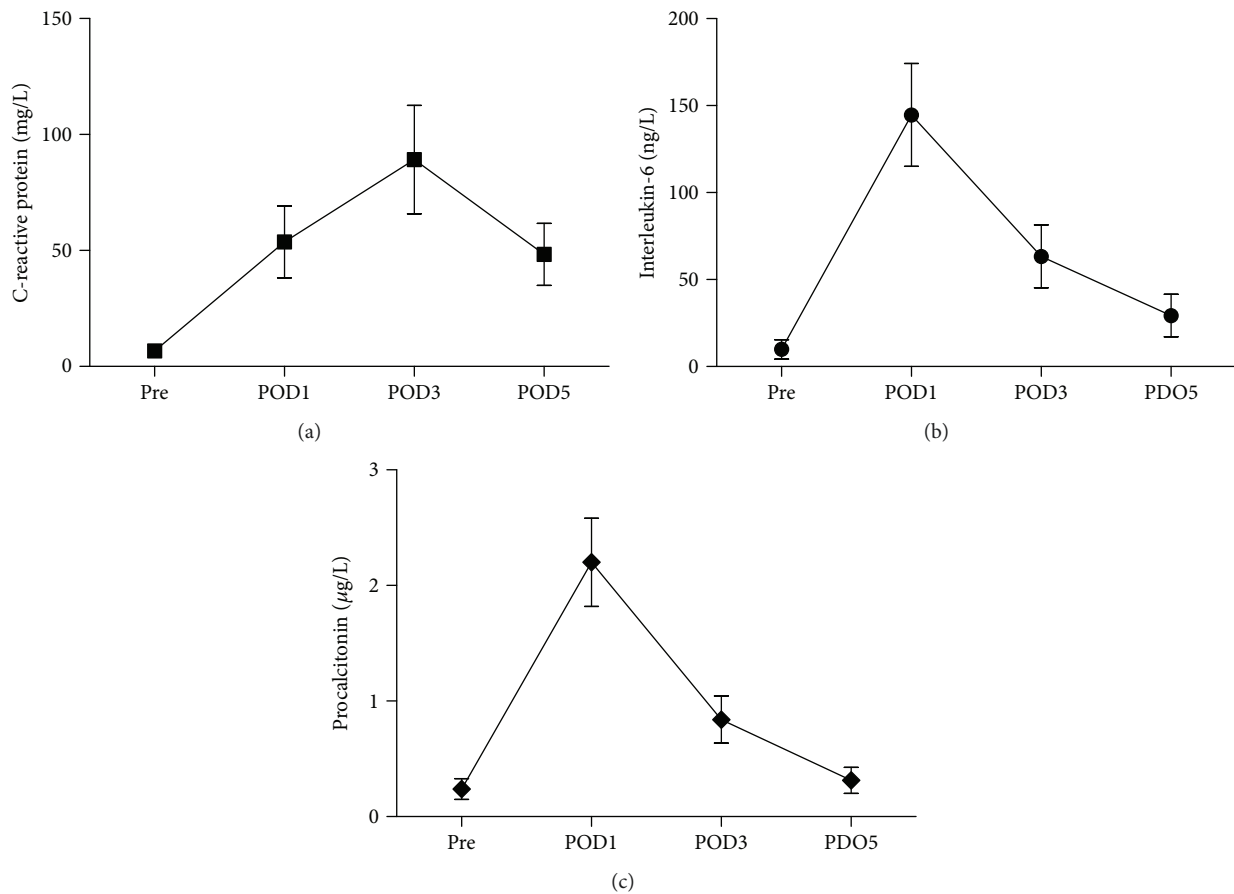 150
100
50
0
C-reactive protein (mg/L)
Pre
POD1
POD3
POD5
(a)
200
150
100
50
0
Interleukin-6 (ng/L)
Pre
POD1
POD3
PDO5
(b)
3
2
1
0
Procalcitonin (μg/L)
Pre
POD1
POD3
PDO5
(c)